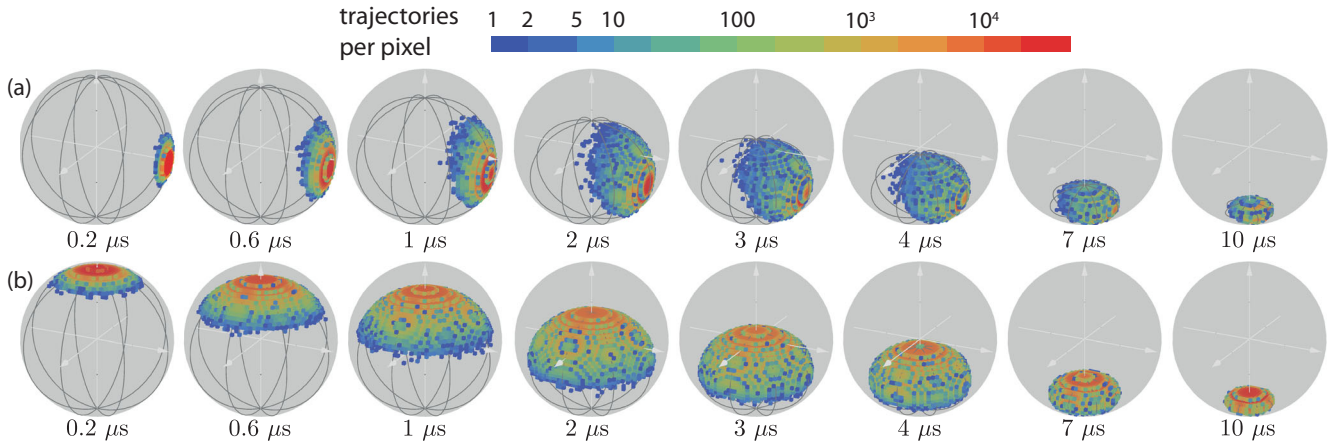 trajectories
per pixel
1 2 5 10 100 10³ 10⁴
(a)
0.2 μs 0.6 μs 1 μs 2 μs 3 μs 4 μs 7 μs 10 μs
(b)
0.2 μs 0.6 μs 1 μs 2 μs 3 μs 4 μs 7 μs 10 μs